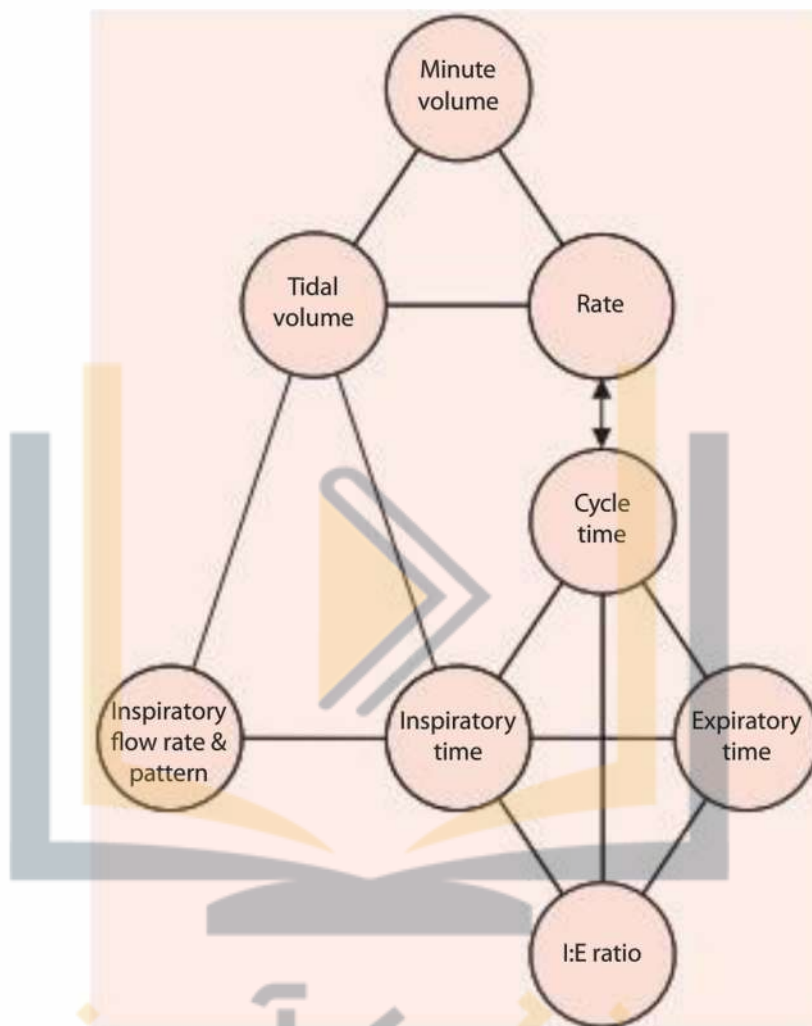 Minute
volume
Tidal
volume
Rate
Cycle
time
Inspiratory
flow rate &
pattern
Inspiratory
time
Expiratory
time
I:E ratio